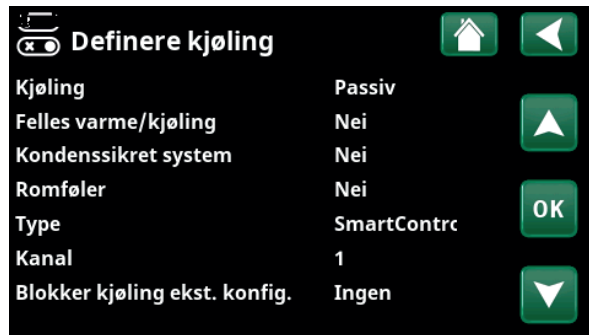 Definere kjøling
Kjøling Passiv
Felles varme/kjøling Nei
Kondenssikret system Nei
Romføler Nei
Type SmartContrc
OK
Kanal 1
Blokker kjøling ekst. konfig. Ingen